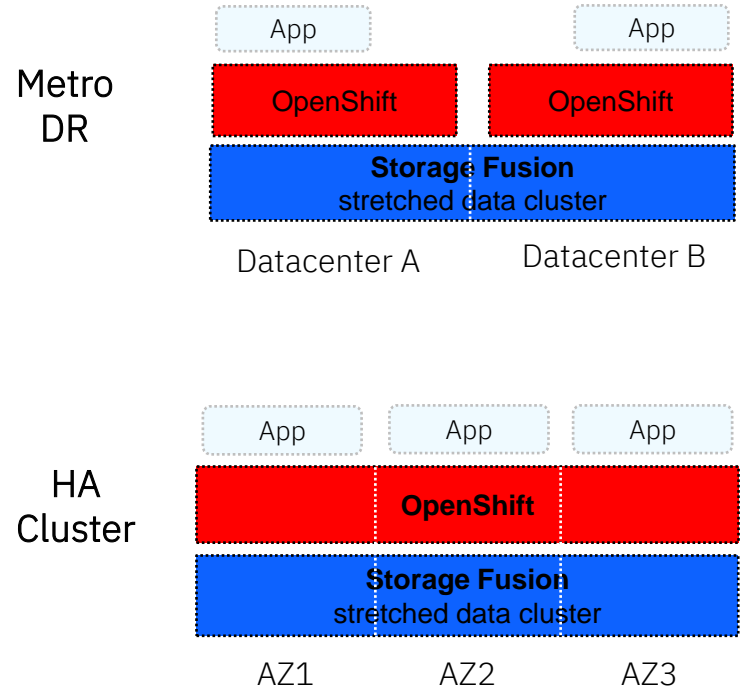 App
App
Metro
DR
OpenShift
OpenShift
Storage Fusion
stretched data cluster
Datacenter A
Datacenter B
App
App
App
HA
Cluster
OpenShift
Storage Fusion
stretched data cluster
AZ1
AZ2
AZ3